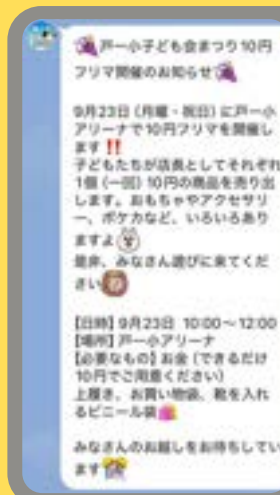 戸一小子ども会まつり10円
フリマ開催のお知らせ
9月23日(月曜・祝日)に戸一小
アリーナで10円フリマを開催し
ます‼
子どもたちが店長としてそれぞれ
1個(一回)10円の商品を売り出
します。おもちゃやアクセサリ
ー、ポケカなど、いろいろあり
ますよ
是非、みなさん遊びに来てくだ
さい
【日時】9月23日 10:00〜12:00
【場所】戸一小アリーナ
【必要なもの】お金(できるだけ
10円でご用意ください)
上履き、お買い物袋、靴を入れ
るビニール袋
みなさんのお越しをお待ちしてい
ます